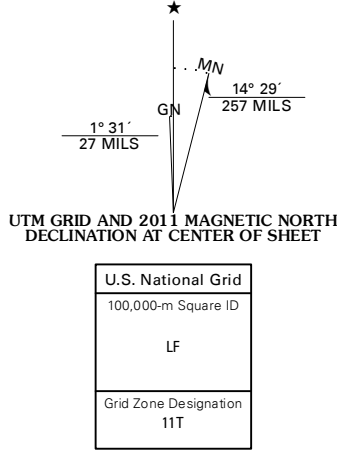 ★
MN
GN
14° 29´
257 MILS
1° 31´
27 MILS
UTM GRID AND 2011 MAGNETIC NORTH
DECLINATION AT CENTER OF SHEET
U.S. National Grid
100,000-m Square ID
LF
Grid Zone Designation
11T